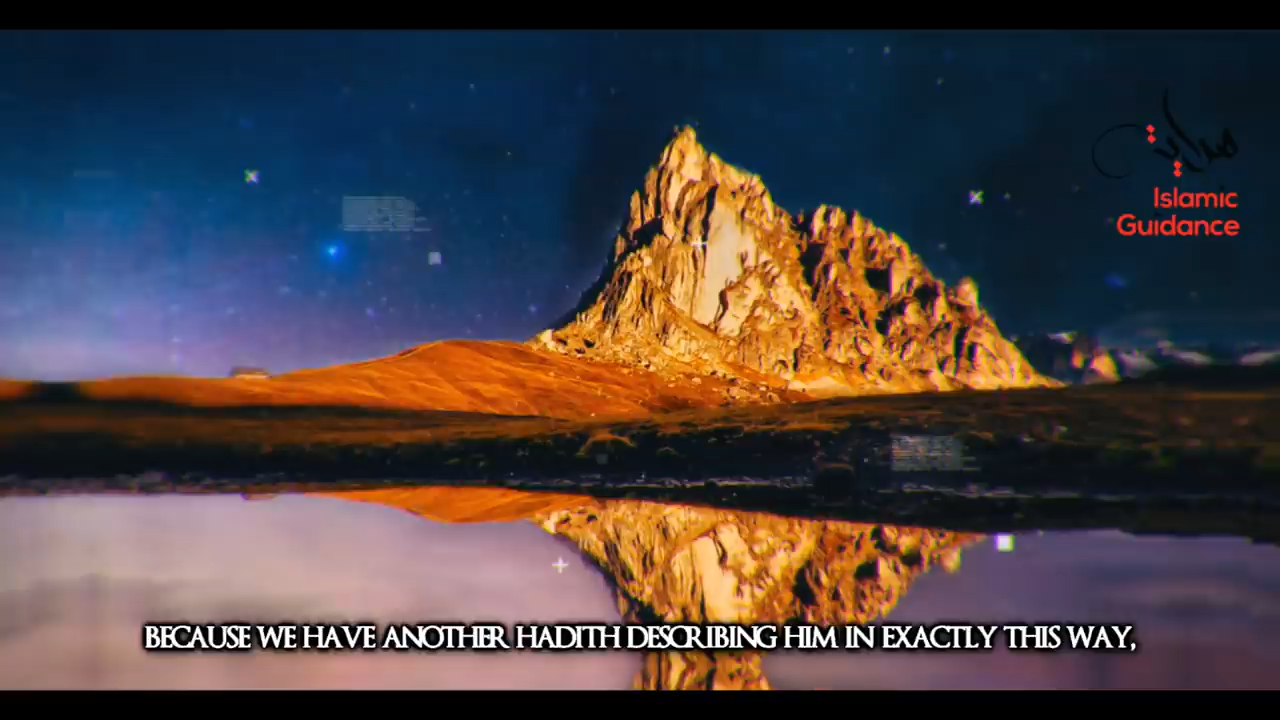 Islamic
Guidance
BECAUSE WE HAVE ANOTHER HADITH DESCRIBING HIM IN EXACTLY THIS WAY,